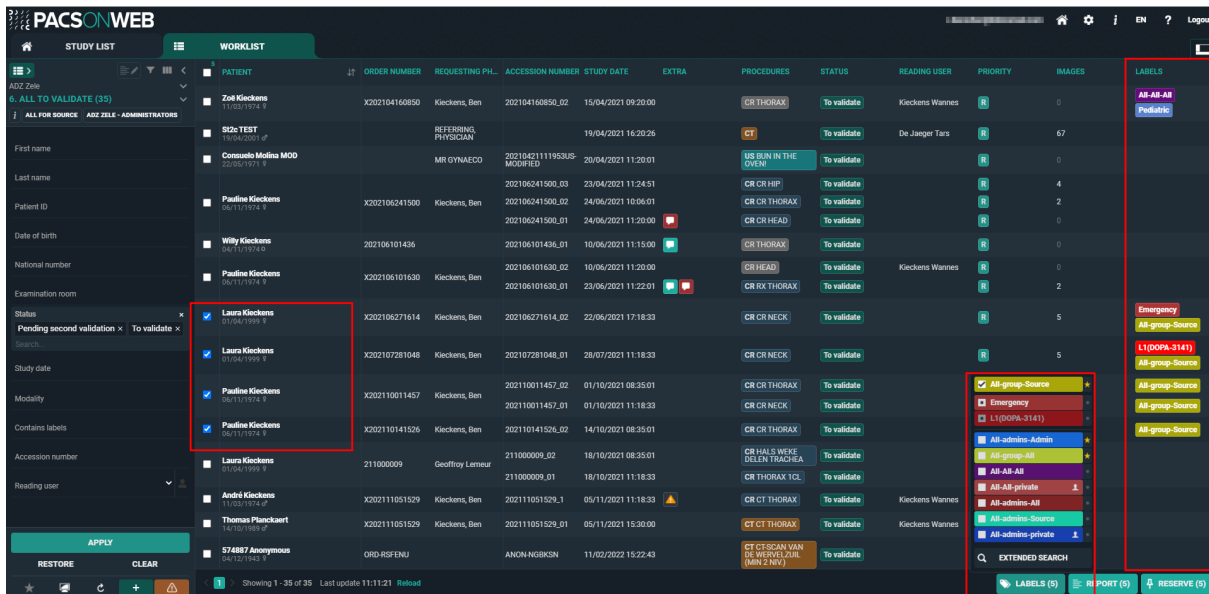 PACSONWEB
EN ? Logou
STUDY LIST
WORKLIST
ADZ Zele
6. ALL TO VALIDATE (35)
i ALL FOR SOURCE ADZ ZELE - ADMINISTRATORS
First name
Last name
Patient ID
Date of birth
National number
Examination room
Status ×
Pending second validation × To validate ×
Search...
Study date
Modality
Contains labels
Accession number
Reading user
APPLY
RESTORE CLEAR
5
PATIENT ORDER NUMBER REQUESTING PH... ACCESSION NUMBER STUDY DATE EXTRA PROCEDURES STATUS READING USER PRIORITY IMAGES LABELS
Zoë Kieckens X202104160850 Kieckens, Ben 202104160850_02 15/04/2021 09:20:00 CR THORAX To validate Kieckens Wannes R 0 All-All-All
11/03/1974 Pediatric
St2c TEST REFERRING, PHYSICIAN 19/04/2021 16:20:26 CT To validate De Jaeger Tars R 67
19/04/2001
Consuelo Molina MOD MR GYNAECO 20210421111953US-MODIFIED 20/04/2021 11:20:01 US BUN IN THE OVEN! To validate R 0
22/05/1971
202106241500_03 23/04/2021 11:24:51 CR CR HIP To validate R 4
Pauline Kieckens X202106241500 Kieckens, Ben 202106241500_02 24/06/2021 10:06:01 CR CR THORAX To validate R 2
06/11/1974
202106241500_01 24/06/2021 11:20:00 CR CR HEAD To validate R 0
Willy Kieckens 202106101436 202106101436_01 10/06/2021 11:15:00 CR THORAX To validate R 0
04/11/1974
202106101630_02 10/06/2021 11:20:00 CR HEAD To validate Kieckens Wannes R 0
Pauline Kieckens X202106101630 Kieckens, Ben
06/11/1974 202106101630_01 23/06/2021 11:22:01 CR RX THORAX To validate R 2
Laura Kieckens X202106271614 Kieckens, Ben 202106271614_02 22/06/2021 17:18:33 CR CR NECK To validate R 5 Emergency
01/04/1999 All-group-Source
Laura Kieckens X202107281048 Kieckens, Ben 202107281048_01 28/07/2021 11:18:33 CR CR NECK To validate R 5 L1(DOPA-3141)
01/04/1999 All-group-Source
202110011457_02 01/10/2021 08:35:01 CR CR THORAX To validate All-group-Source
Pauline Kieckens X202110011457 Kieckens, Ben
06/11/1974 202110011457_01 01/10/2021 11:18:33 CR CR NECK To validate All-group-Source
Pauline Kieckens X202110141526 Kieckens, Ben 202110141526_02 14/10/2021 08:35:01 CR CR THORAX To validate All-group-Source
06/11/1974
211000009_02 18/10/2021 08:35:01 CR HALS WEKE DELEN TRACHEA To validate
Laura Kieckens 211000009 Geoffroy Lemeur
01/04/1999 211000009_01 18/10/2021 11:18:33 CR THORAX 1CL To validate
André Kieckens X202111051529 Kieckens, Ben 202111051529_1 05/11/2021 11:18:33 CR CT THORAX To validate Kieckens Wannes
11/03/1974
Thomas Planckaert X202111051529 Kieckens, Ben 202111051529_01 05/11/2021 15:30:00 CT CT THORAX To validate Kieckens Wannes
14/10/1989
574887 Anonymous ORD-RSFENU ANON-NGBKSN 11/02/2022 15:22:43 CT CT-SCAN VAN DE WERVELZUIL (MIN 2 NIV.) To validate
04/12/1943
All-group-Source
Emergency
L1(DOPA-3141)
All-admins-Admin
All-group-All
All-All-All
All-All-private
All-admins-All
All-admins-Source
All-admins-private
EXTENDED SEARCH
1 Showing 1 - 35 of 35 Last update 11:11:21 Reload
LABELS (5) REPORT (5) RESERVE (5)